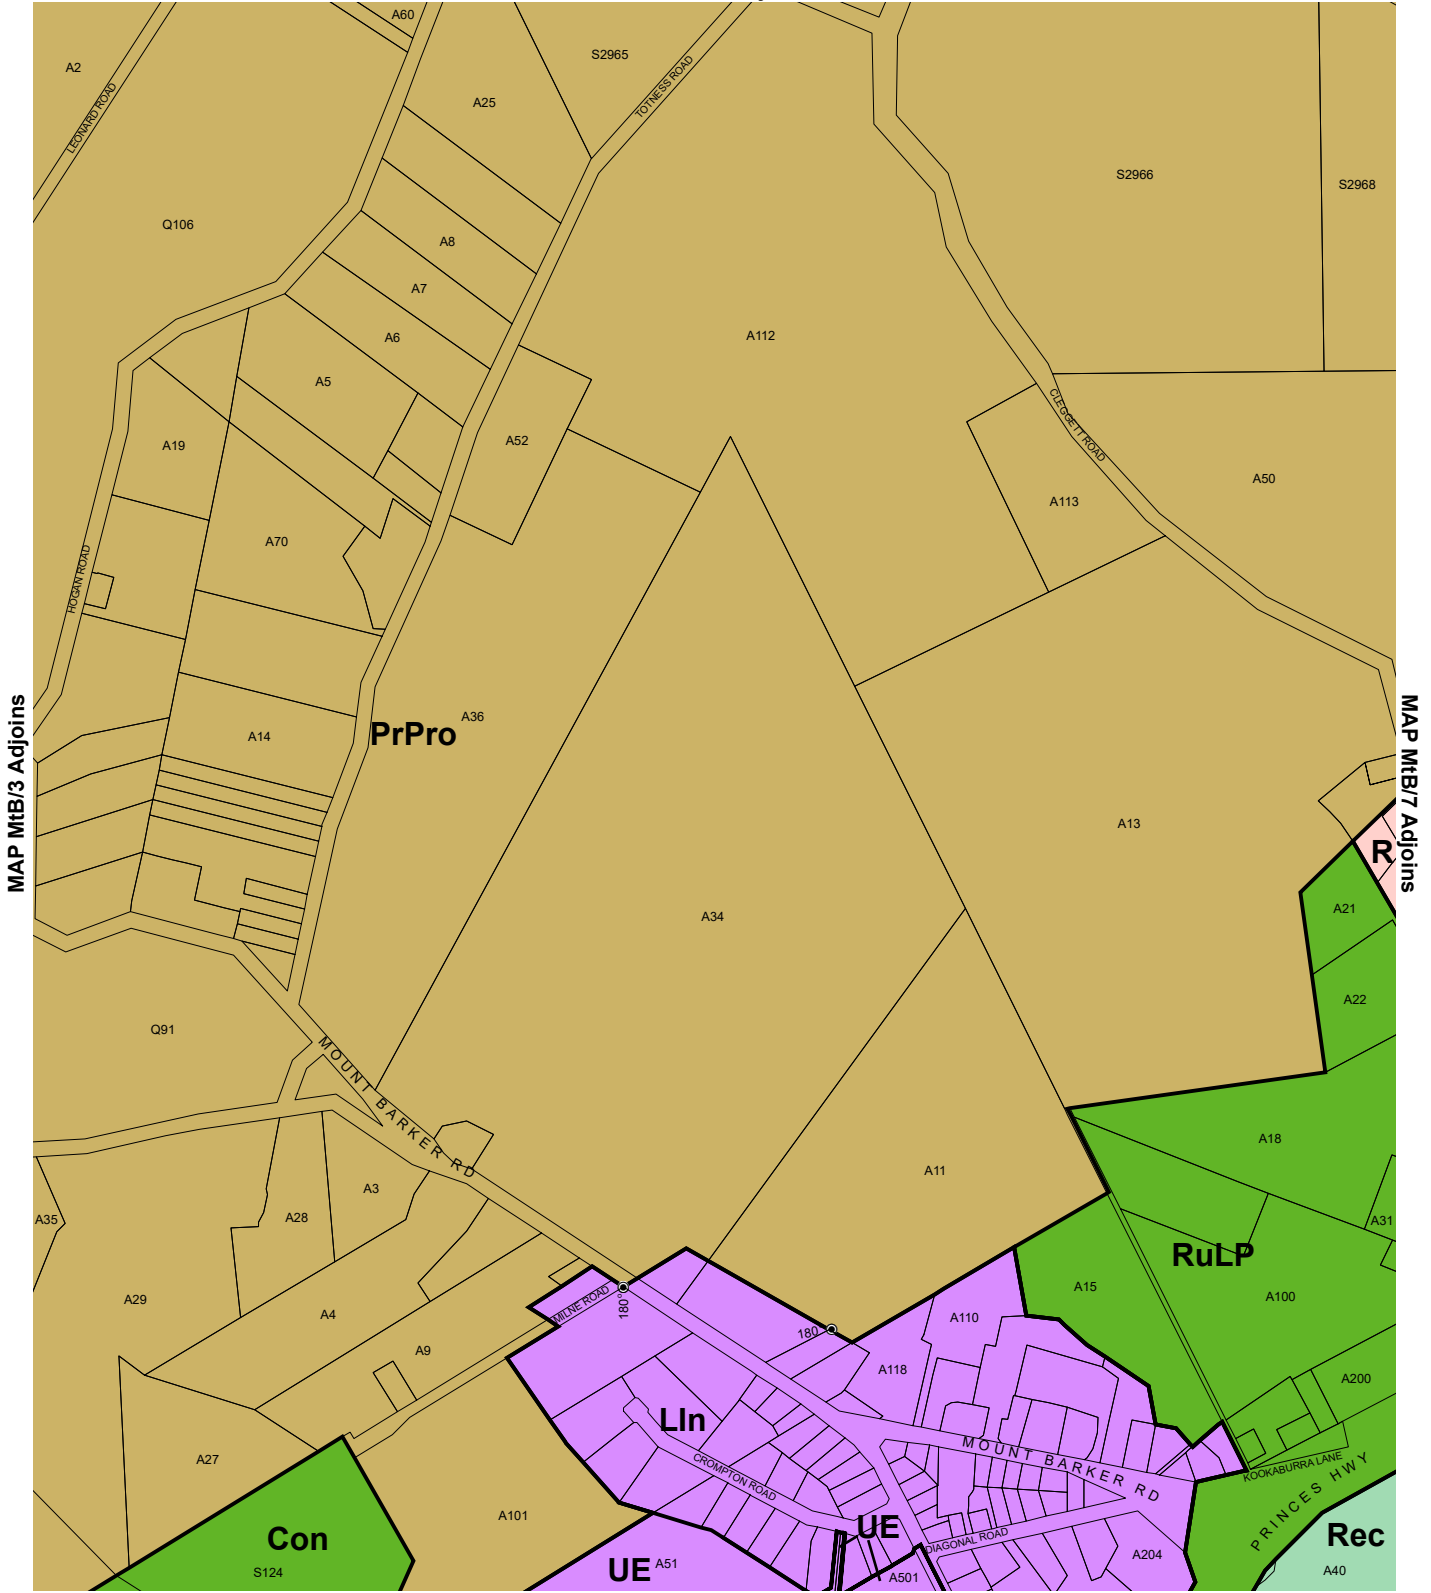 A60
A2
S2965
LEONARD ROAD
TOTNESS ROAD
A25
S2966
S2968
Q106
A8
A7
A6
A112
A5
CLEGGETT ROAD
A19
A52
A50
A113
A70
HOGAN ROAD
MAP MtB/3 Adjoins
MAP MtB/7 Adjoins
A36
PrPro
A14
A13
R
A21
A34
A22
Q91
MOUNT BARKER RD
A18
A11
A3
A28
A35
A31
RuLP
A15
A29
A100
A4
MILNE ROAD
180°
180
A110
A9
A118
A200
LIn
MOUNT BARKER RD
A27
CROMPTON ROAD
KOOKABURRA LANE
PRINCES HWY
A101
UE
Con
DIAGONAL ROAD
Rec
A204
UE
A51
S124
A501
A40